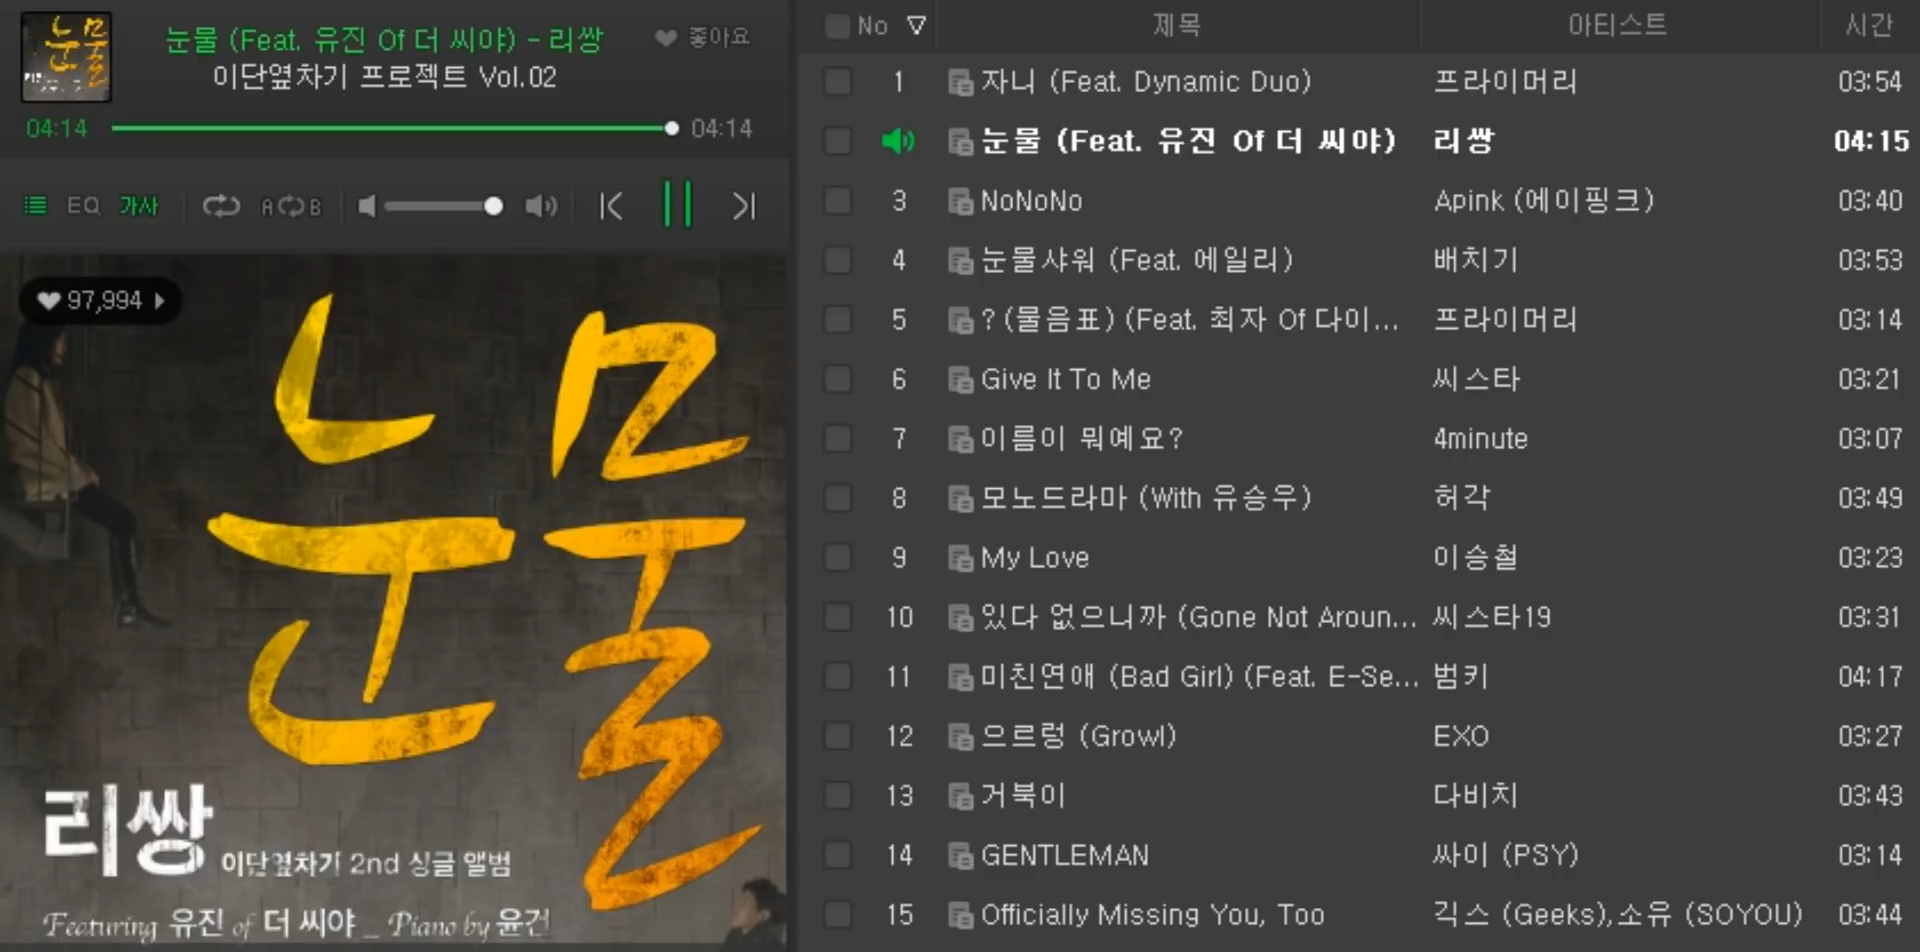 눈물 (Feat. 유진 Of 더 씨야) - 리쌍
좋아요
이단옆차기 프로젝트 Vol.02
04:14
04:14
EQ 가사
A B
97,994
눈물
리쌍 이단옆차기 2nd 싱글 앨범
Featuring 유진 of 더 씨야 _ Piano by 윤건
No 제목 아티스트 시간
1 자니 (Feat. Dynamic Duo) 프라이머리 03:54
눈물 (Feat. 유진 Of 더 씨야) 리쌍 04:15
3 NoNoNo Apink (에이핑크) 03:40
4 눈물샤워 (Feat. 에일리) 배치기 03:53
5 ? (물음표) (Feat. 최자 Of 다이... 프라이머리 03:14
6 Give It To Me 씨스타 03:21
7 이름이 뭐예요? 4minute 03:07
8 모노드라마 (With 유승우) 허각 03:49
9 My Love 이승철 03:23
10 있다 없으니까 (Gone Not Aroun... 씨스타19 03:31
11 미친연애 (Bad Girl) (Feat. E-Se... 범키 04:17
12 으르렁 (Growl) EXO 03:27
13 거북이 다비치 03:43
14 GENTLEMAN 싸이 (PSY) 03:14
15 Officially Missing You, Too 긱스 (Geeks),소유 (SOYOU) 03:44